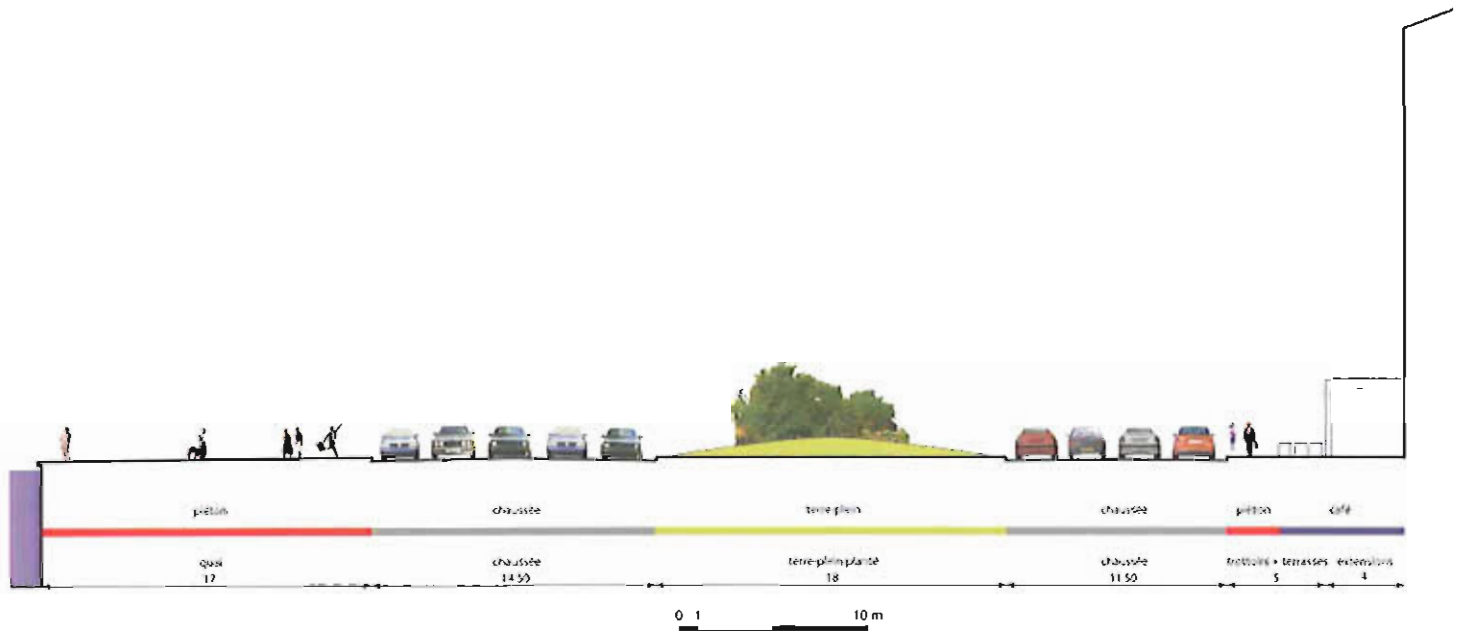 piéton chaussée terre plein chaussée piéton café
quai chaussée terre-plein planté chaussée trottoirs + terrasses extensions
17 14.50 18 11.50 5 4
0 1 10 m